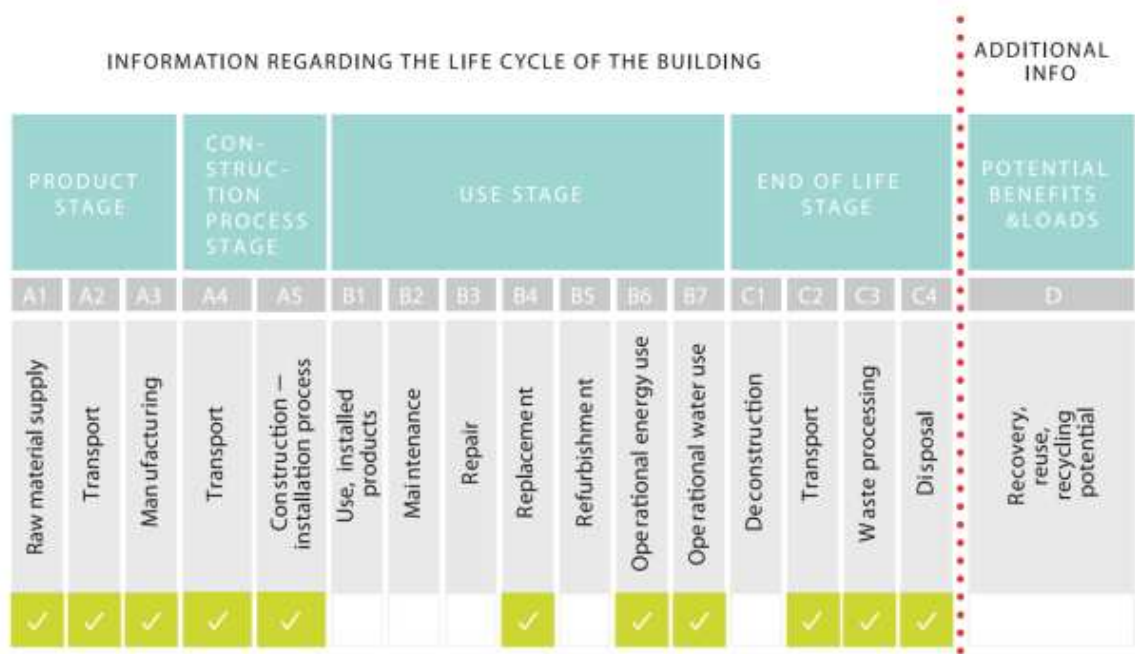 INFORMATION REGARDING THE LIFE CYCLE OF THE BUILDING
ADDITIONAL
INFO
PRODUCT
STAGE
CON-
STRUC-
TION
PROCESS
STAGE
USE STAGE
END OF LIFE
STAGE
POTENTIAL
BENEFITS
&LOADS
A1 A2 A3 A4 A5 B1 B2 B3 B4 B5 B6 B7 C1 C2 C3 C4 D
Raw material supply
Transport
Manufacturing
Transport
Construction —
installation process
Use, installed
products
Maintenance
Repair
Replacement
Refurbishment
Operational energy use
Operational water use
Deconstruction
Transport
Waste processing
Disposal
Recovery,
reuse,
recycling
potential